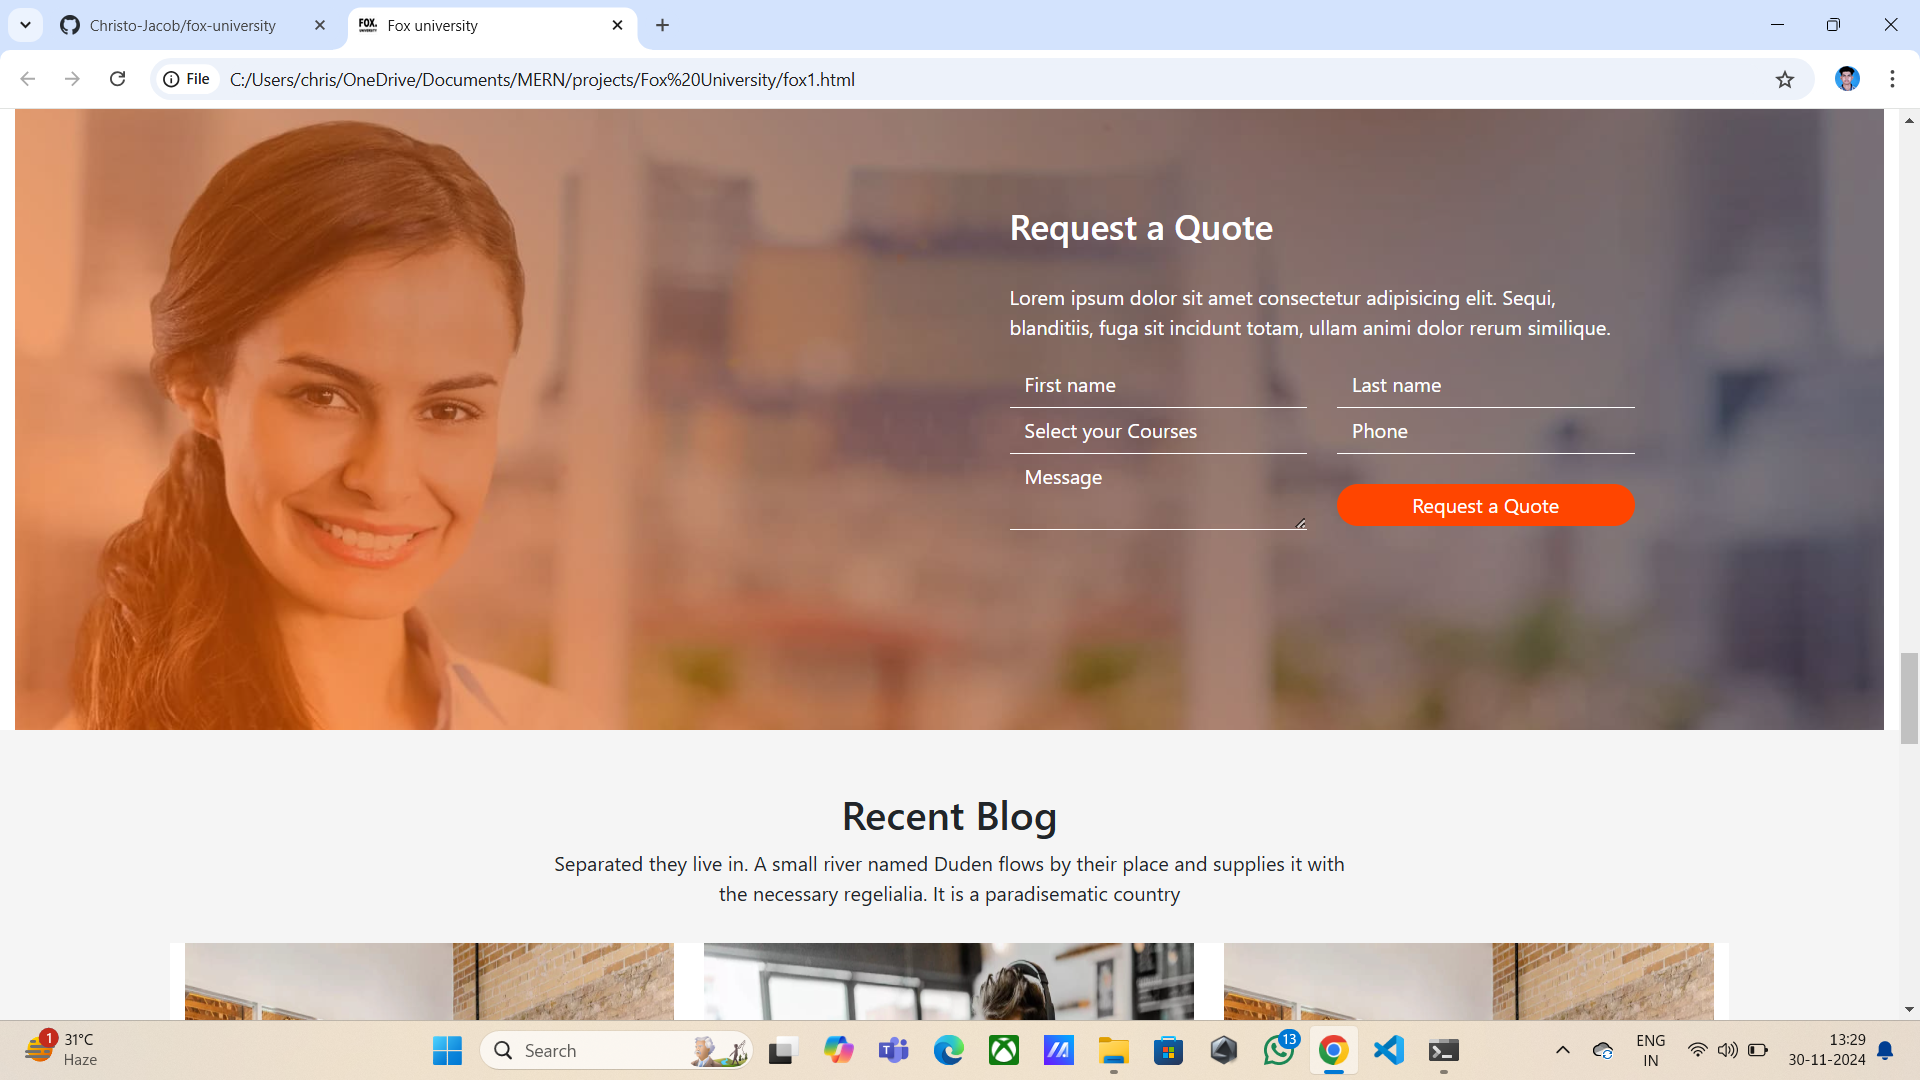 Christo-Jacob/fox-university
FOX.
Fox university
File
C:/Users/chris/OneDrive/Documents/MERN/projects/Fox%20University/fox1.html
Request a Quote
Lorem ipsum dolor sit amet consectetur adipisicing elit. Sequi,
blanditiis, fuga sit incidunt totam, ullam animi dolor rerum similique.
First name
Last name
Select your Courses
Phone
Message
Request a Quote
Recent Blog
Separated they live in. A small river named Duden flows by their place and supplies it with
the necessary regelialia. It is a paradisematic country
1
31°C
Haze
Search
13
ENG
IN
13:29
30-11-2024